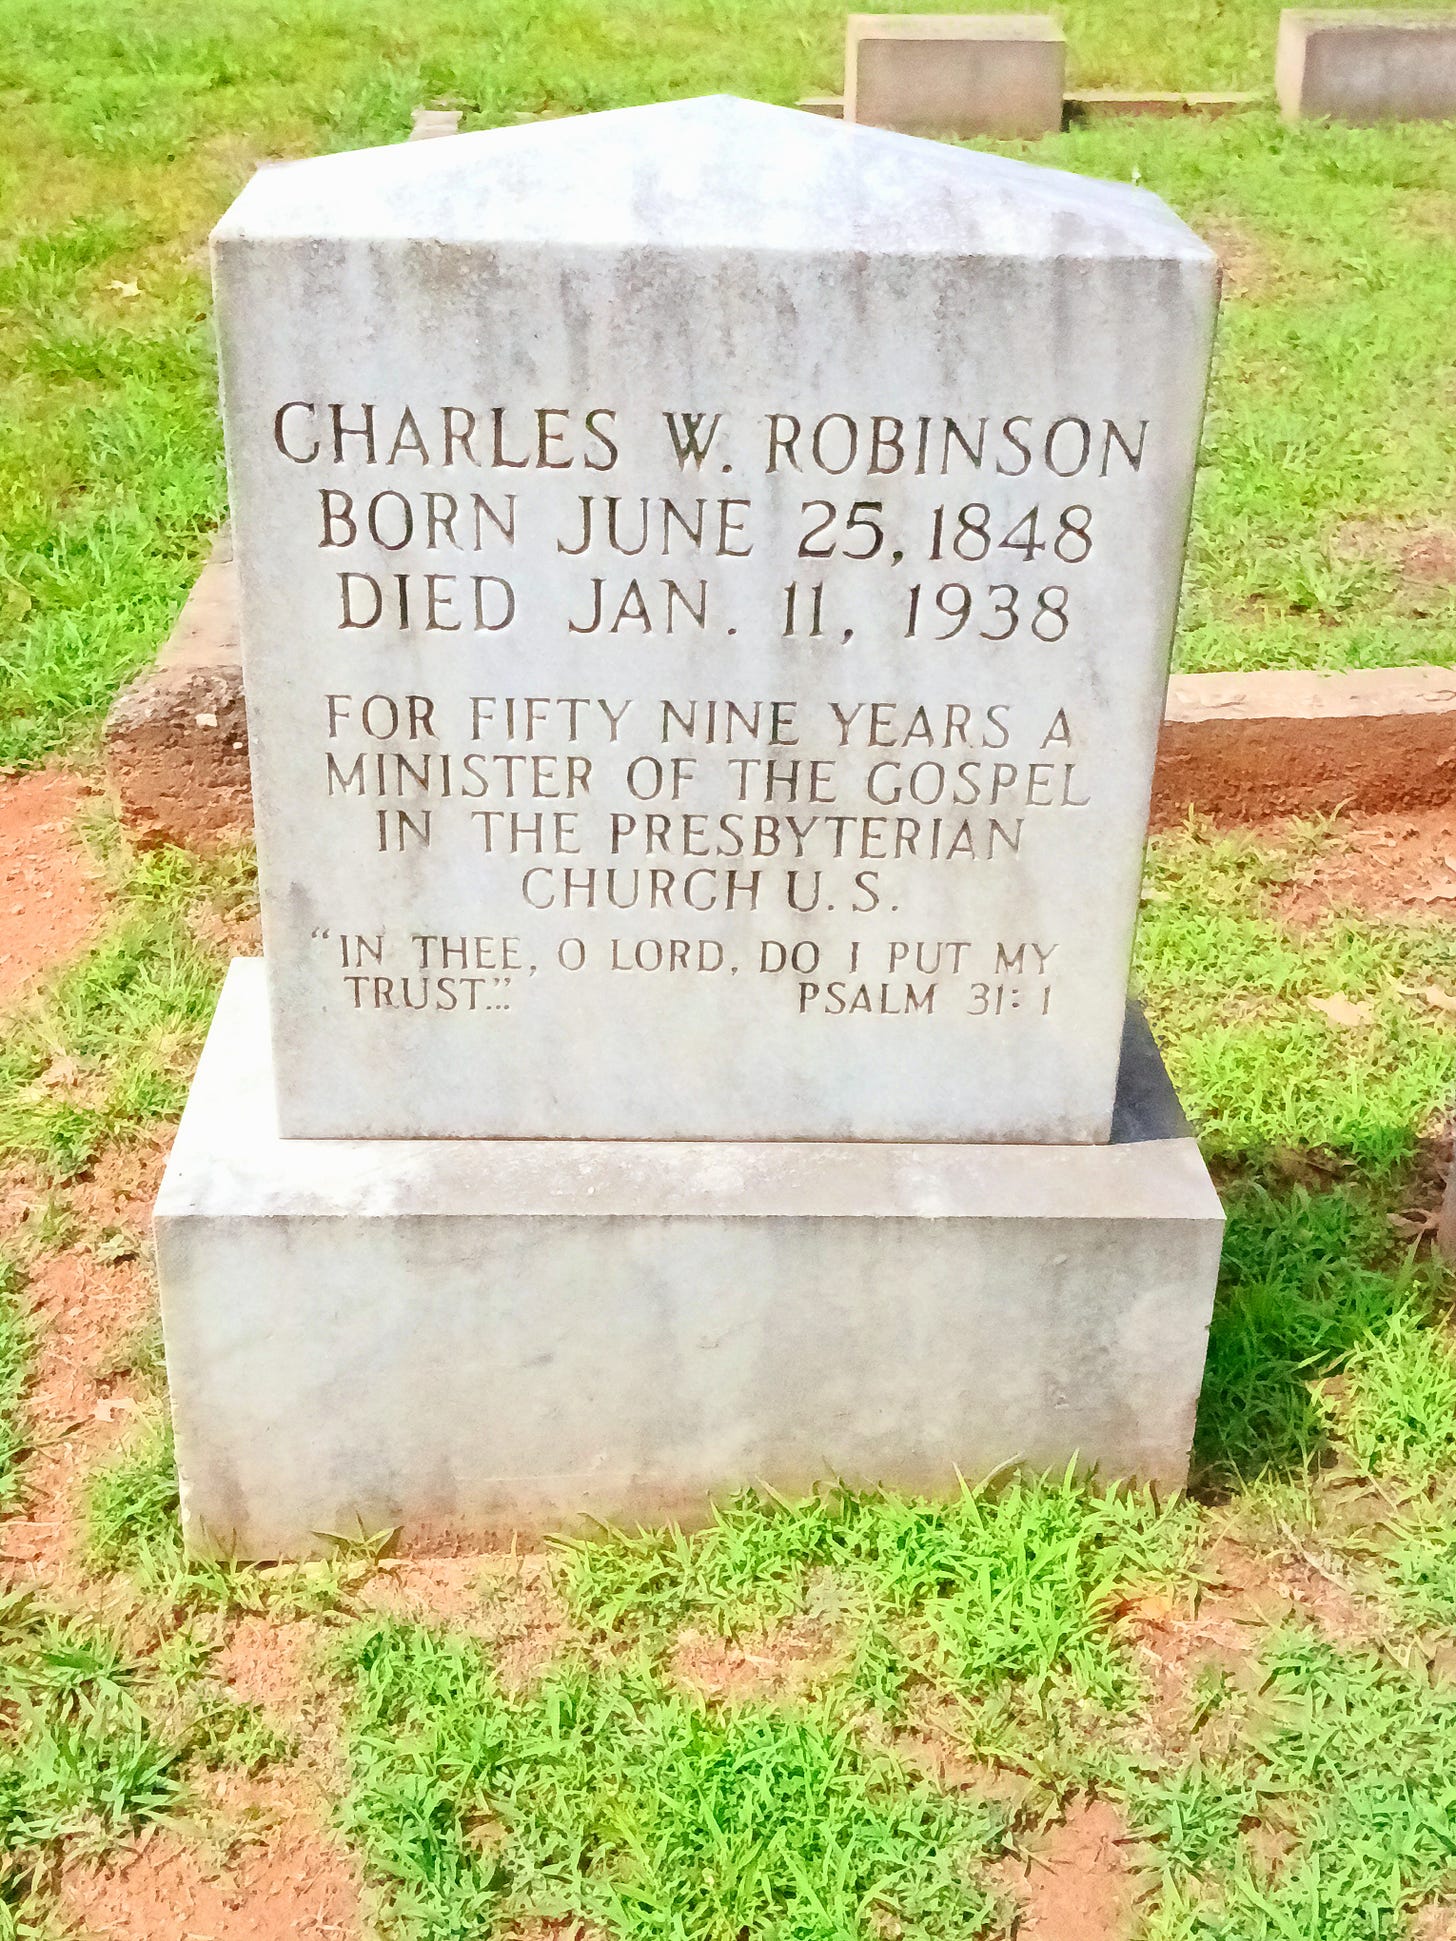 CHARLES W. ROBINSON
BORN JUNE 25, 1848
DIED JAN. 11, 1938
FOR FIFTY NINE YEARS A
MINISTER OF THE GOSPEL
IN THE PRESBYTERIAN
CHURCH U. S.
"IN THEE, O LORD, DO I PUT MY
TRUST..." PSALM 31: 1